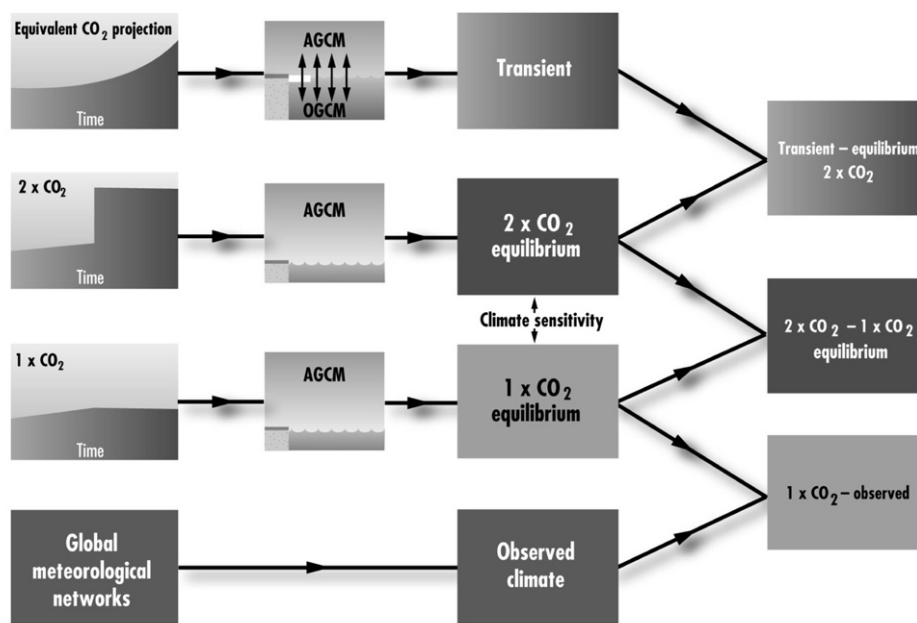 Equivalent CO2 projection
Time
AGCM
OGCM
Transient
Transient – equilibrium
2 x CO2
2 x CO2
Time
AGCM
2 x CO2
equilibrium
Climate sensitivity
2 x CO2 – 1 x CO2
equilibrium
1 x CO2
Time
AGCM
1 x CO2
equilibrium
1 x CO2 – observed
Global
meteorological
networks
Observed
climate